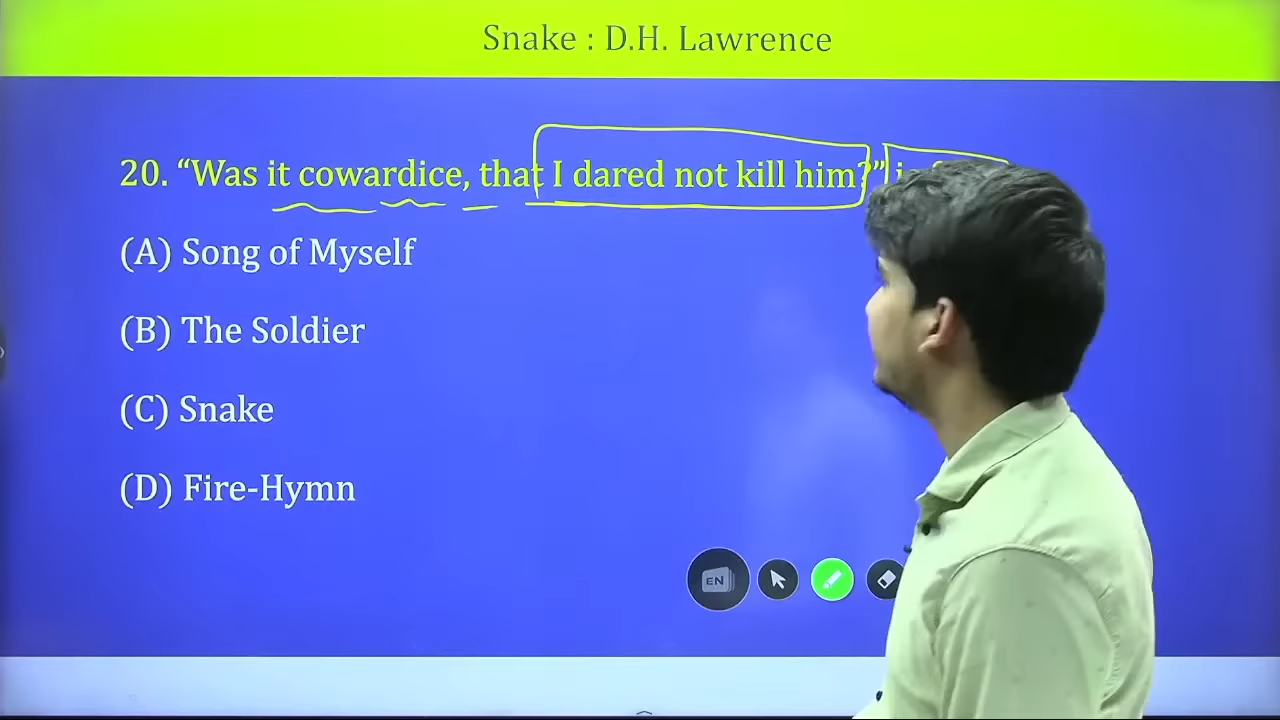 Snake : D.H. Lawrence
20. “Was it cowardice, that I dared not kill him?”
(A) Song of Myself
(B) The Soldier
(C) Snake
(D) Fire-Hymn
EN